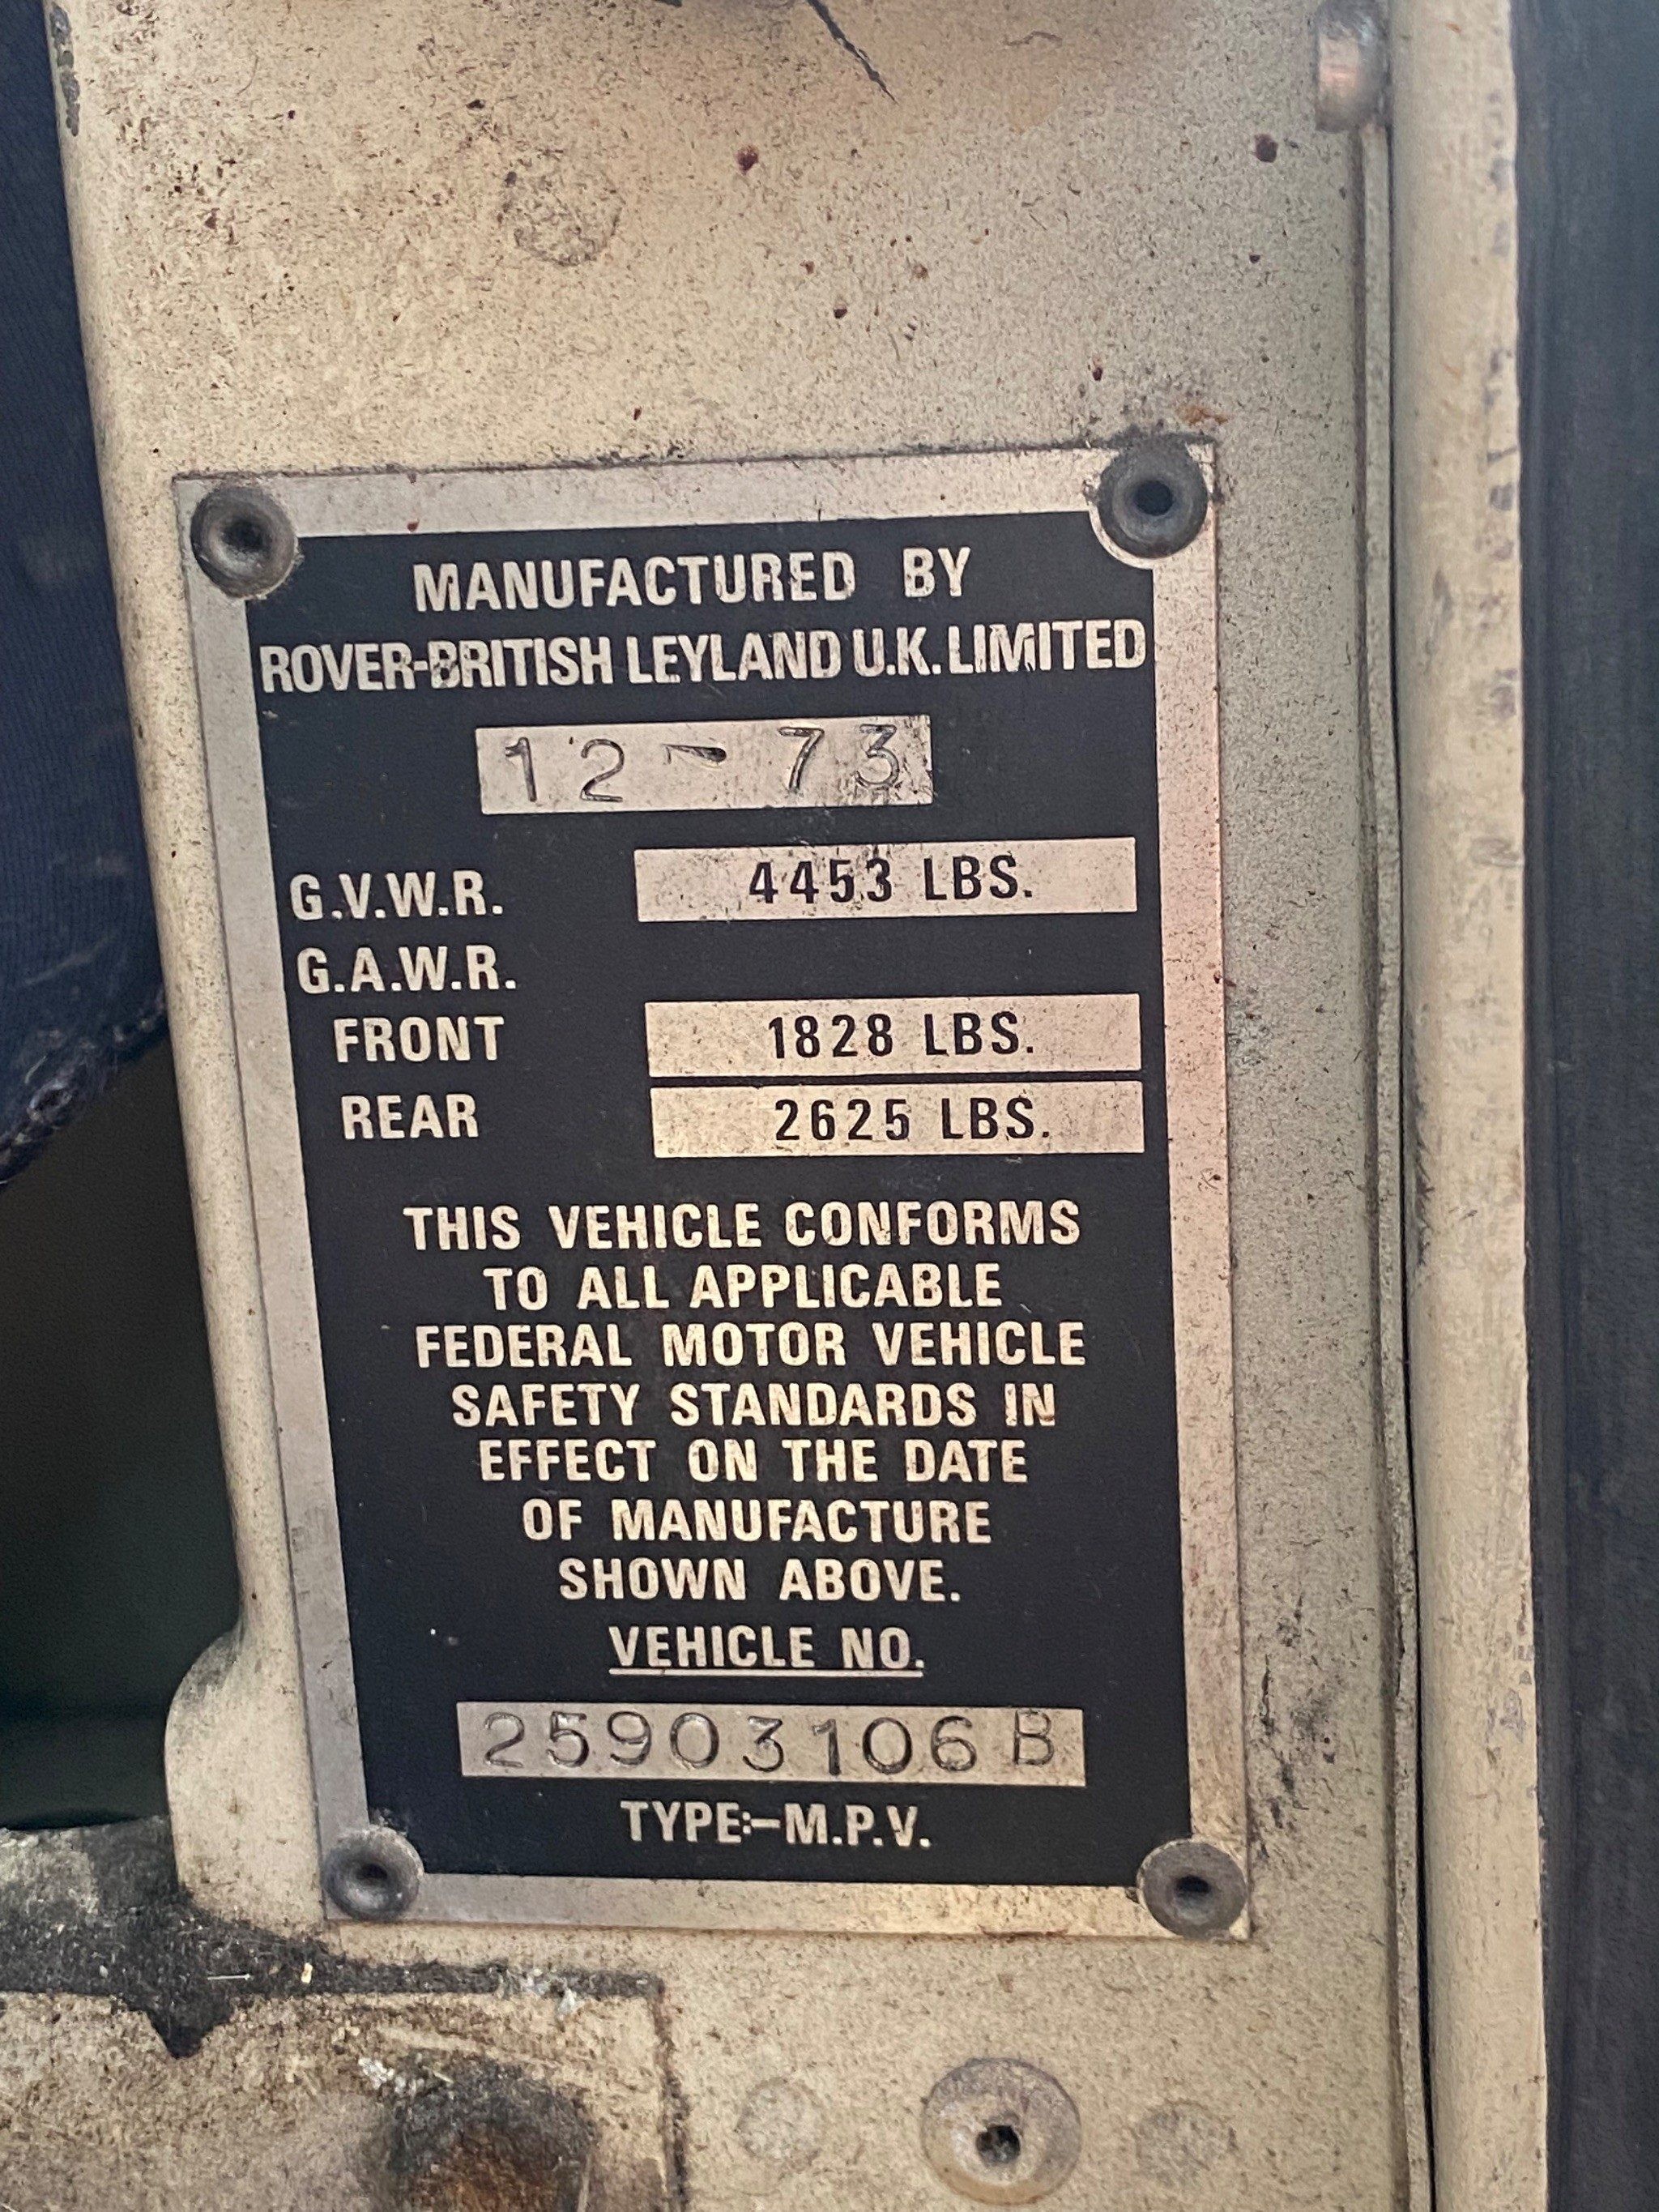 MANUFACTURED BY
ROVER-BRITISH LEYLAND U.K. LIMITED
12-73
G.V.W.R. 4453 LBS.
G.A.W.R.
FRONT 1828 LBS.
REAR 2625 LBS.
THIS VEHICLE CONFORMS
TO ALL APPLICABLE
FEDERAL MOTOR VEHICLE
SAFETY STANDARDS IN
EFFECT ON THE DATE
OF MANUFACTURE
SHOWN ABOVE.
VEHICLE NO.
25903106B
TYPE:-M.P.V.